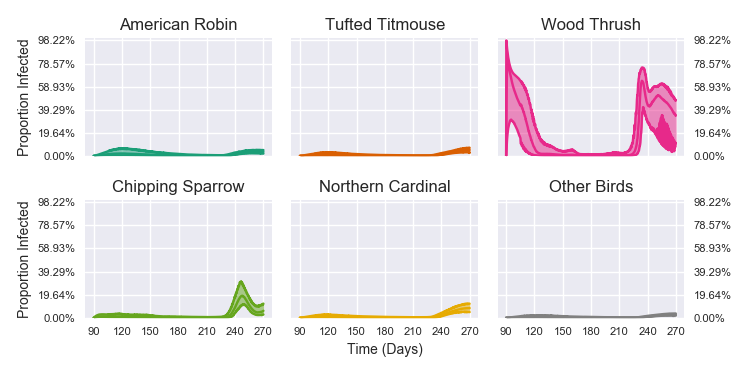 American Robin Tufted Titmouse Wood Thrush
Proportion Infected
98.22% 98.22%
78.57% 78.57%
58.93% 58.93%
39.29% 39.29%
19.64% 19.64%
0.00% 0.00%
Chipping Sparrow Northern Cardinal Other Birds
Proportion Infected
98.22% 98.22%
78.57% 78.57%
58.93% 58.93%
39.29% 39.29%
19.64% 19.64%
0.00% 0.00%
90 120 150 180 210 240 270 90 120 150 180 210 240 270 90 120 150 180 210 240 270
Time (Days)